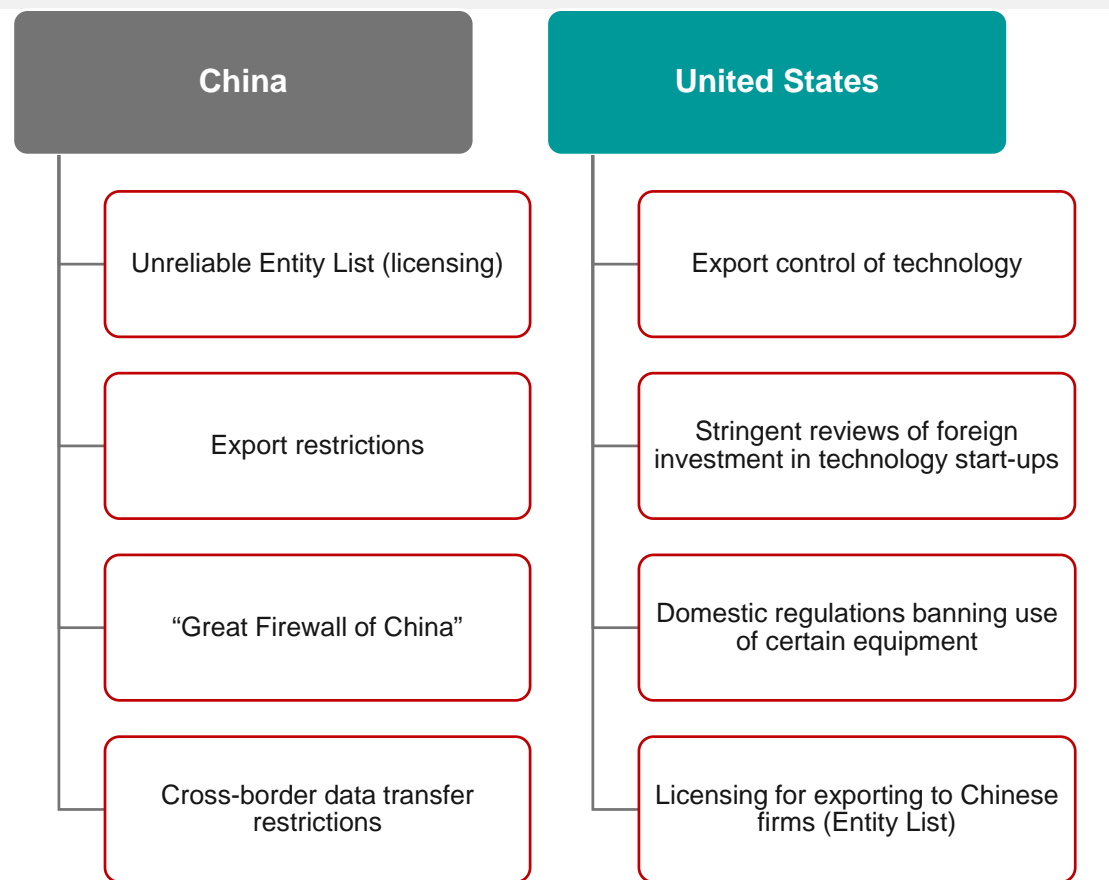 China
Unreliable Entity List (licensing)
Export restrictions
“Great Firewall of China”
Cross-border data transfer
restrictions
United States
Export control of technology
Stringent reviews of foreign
investment in technology start-ups
Domestic regulations banning use
of certain equipment
Licensing for exporting to Chinese
firms (Entity List)